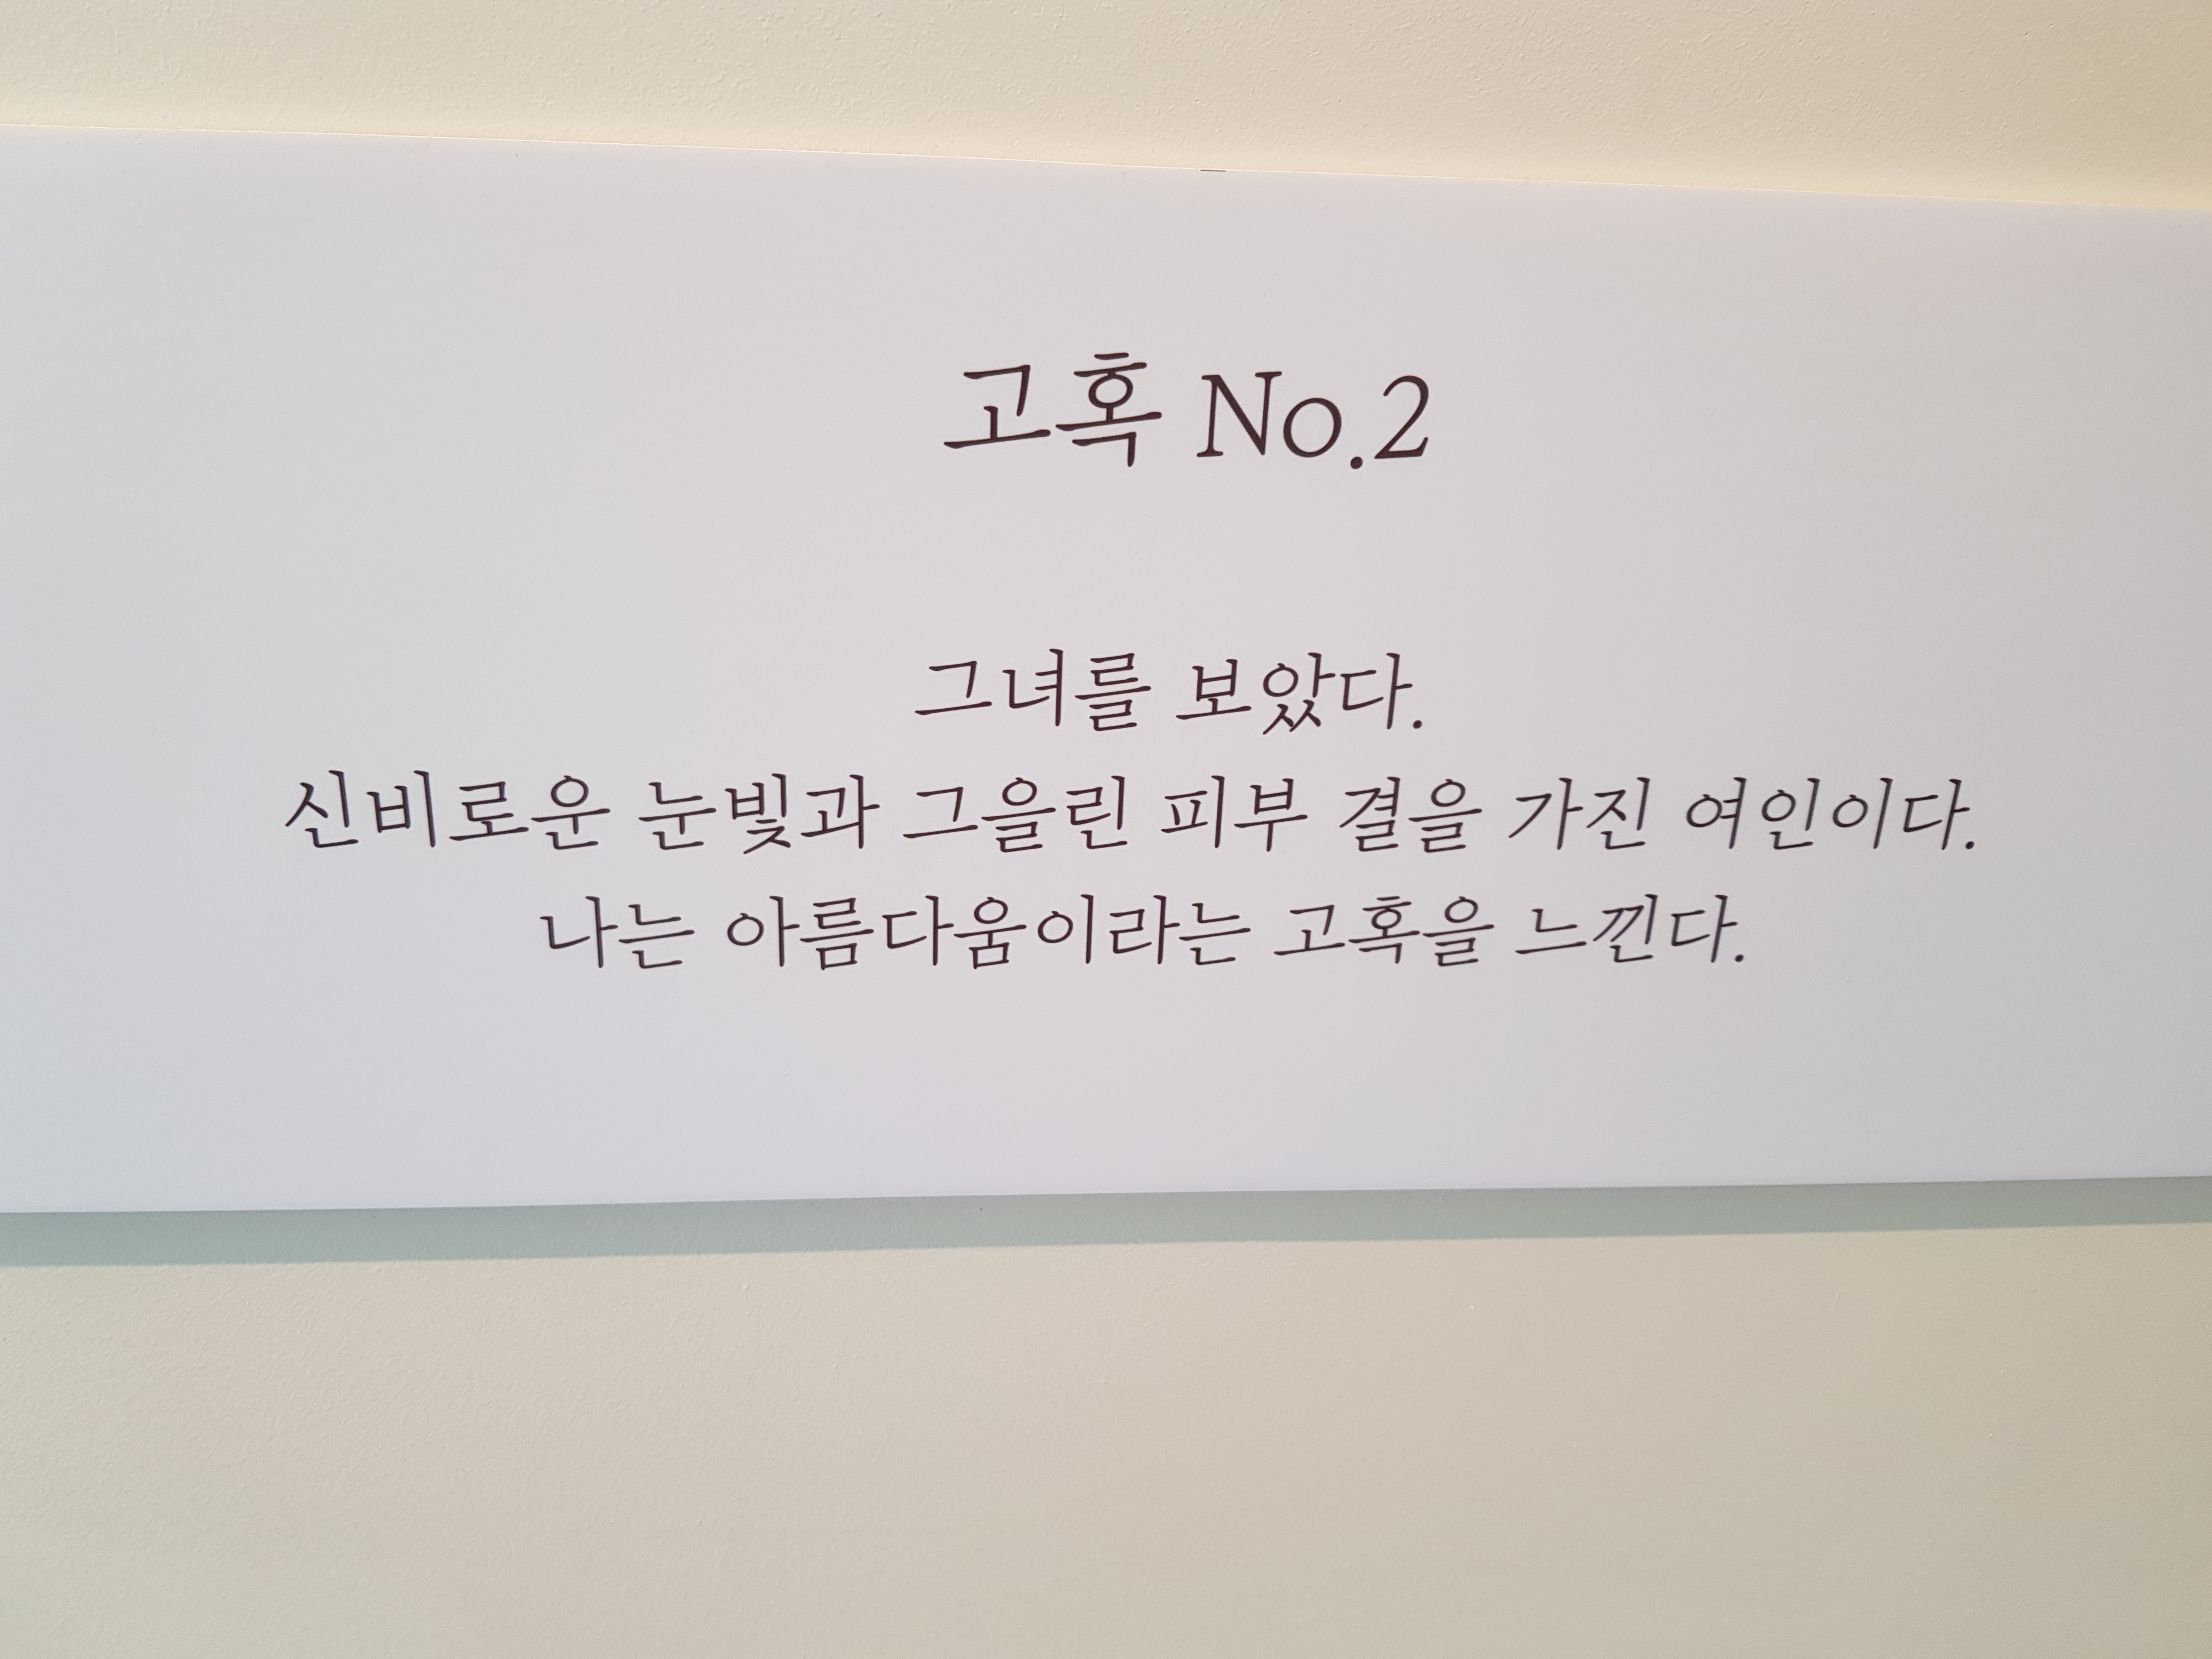 고혹 No.2
그녀를 보았다.
신비로운 눈빛과 그을린 피부 결을 가진 여인이다.
나는 아름다움이라는 고혹을 느낀다.